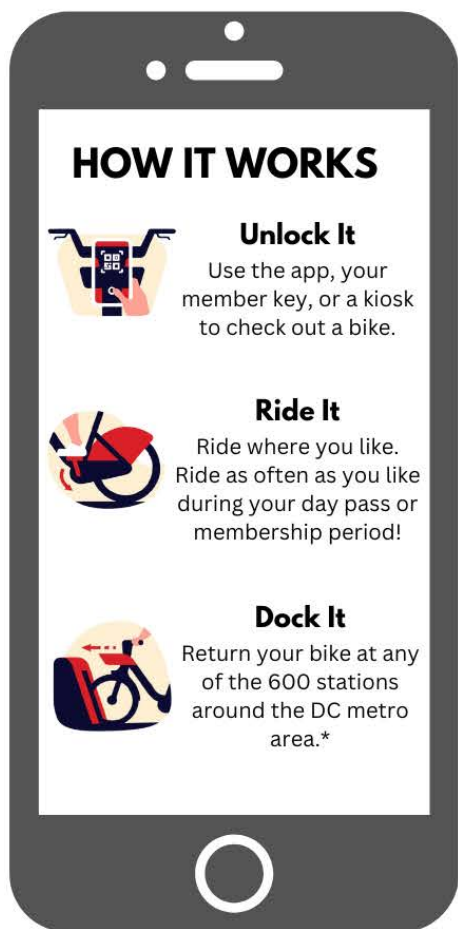 HOW IT WORKS
Unlock It
Use the app, your
member key, or a kiosk
to check out a bike.
Ride It
Ride where you like.
Ride as often as you like
during your day pass or
membership period!
Dock It
Return your bike at any
of the 600 stations
around the DC metro
area.*